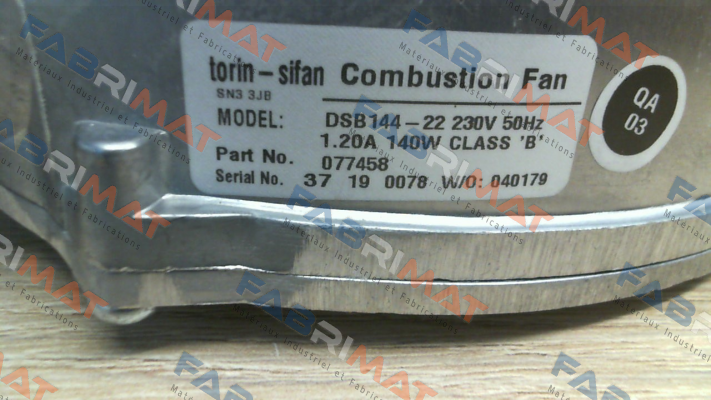 torin-sifan Combustion Fan
SN3 3JB
MODEL: DSB144-22 230V 50Hz
1.20A 140W CLASS 'B'
Part No. 077458
Serial No. 37 19 0078 W/O: 040179
QA
03
FABRIMAT
Materiaux Industriel et Fabrications